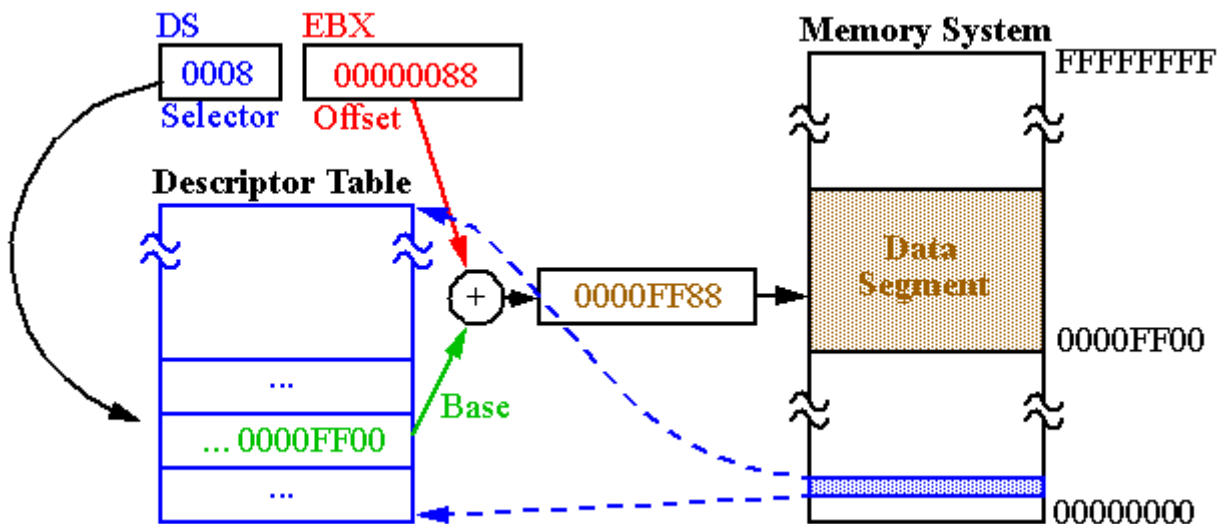 DS
EBX
0008
00000088
Selector
Offset
Descriptor Table
...
... 0000FF00
...
Base
+
0000FF88
Memory System
FFFFFFFF
Data
Segment
0000FF00
00000000